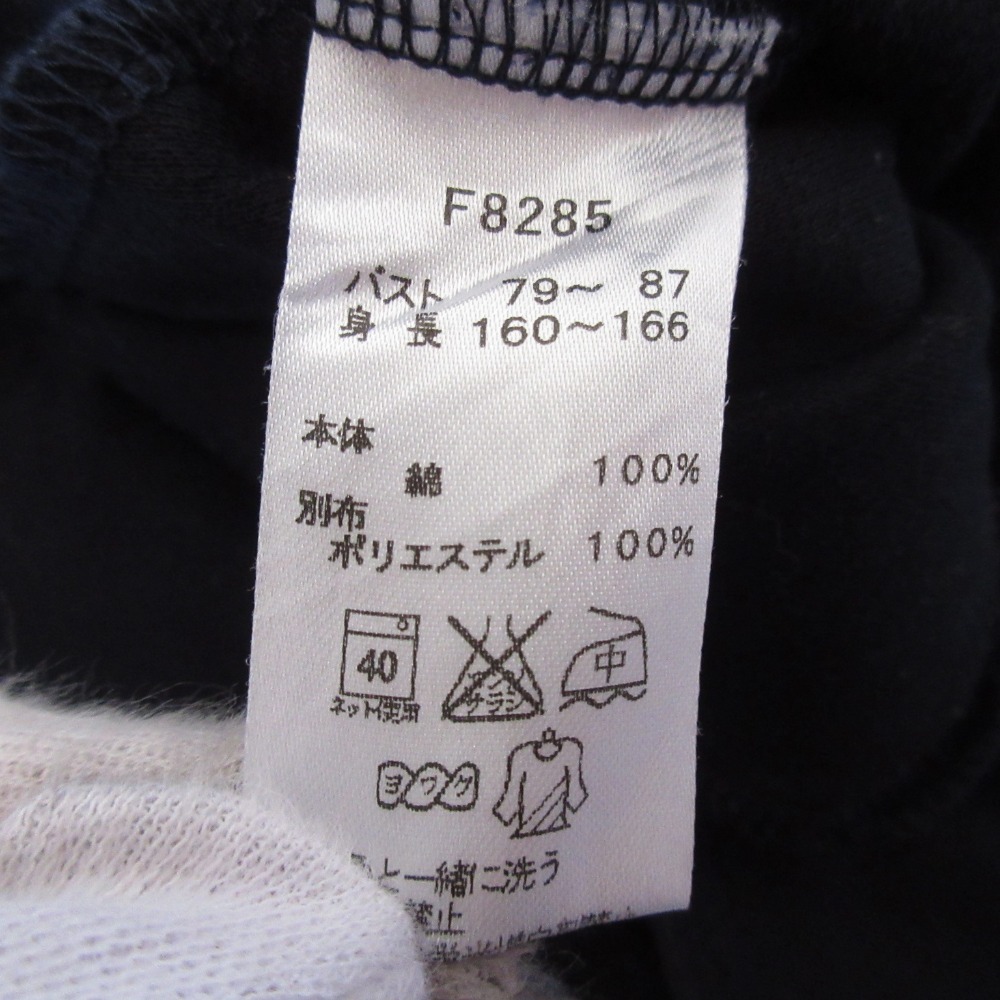 F8285
バスト 79～ 87
身長 160～166
本体
綿 100%
別布
ポリエステル 100%
40 中
ネット使用
ヨワク
と一緒に洗う
禁止